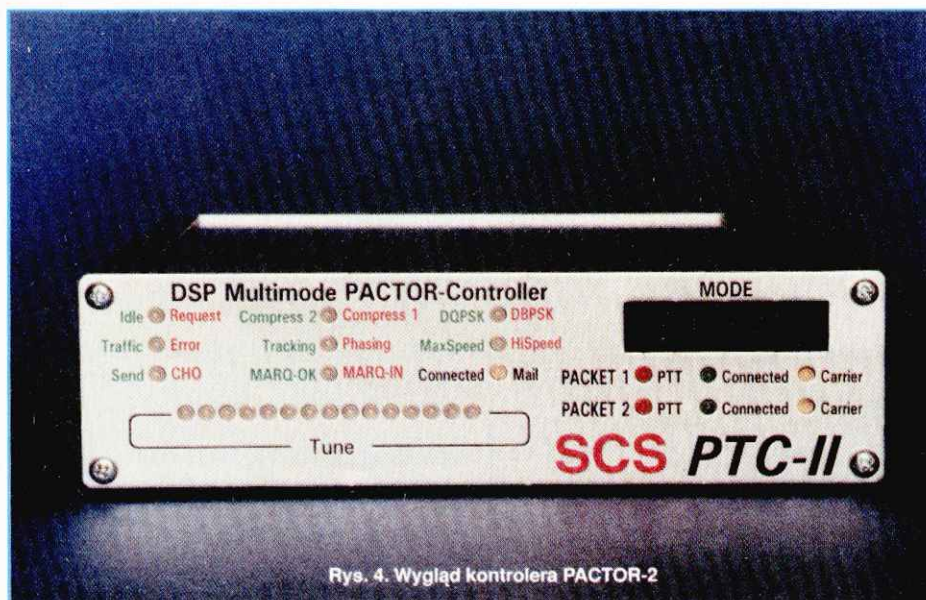 DSP Multimode PACTOR-Controller
MODE
Idle Request Compress 2 Compress 1 DQPSK DBPSK
Traffic Error Tracking Phasing MaxSpeed HiSpeed
Send CHO MARQ-OK MARQ-IN Connected Mail
PACKET 1 PTT Connected Carrier
PACKET 2 PTT Connected Carrier
Tune
SCS PTC-II
Rys. 4. Wygląd kontrolera PACTOR-2